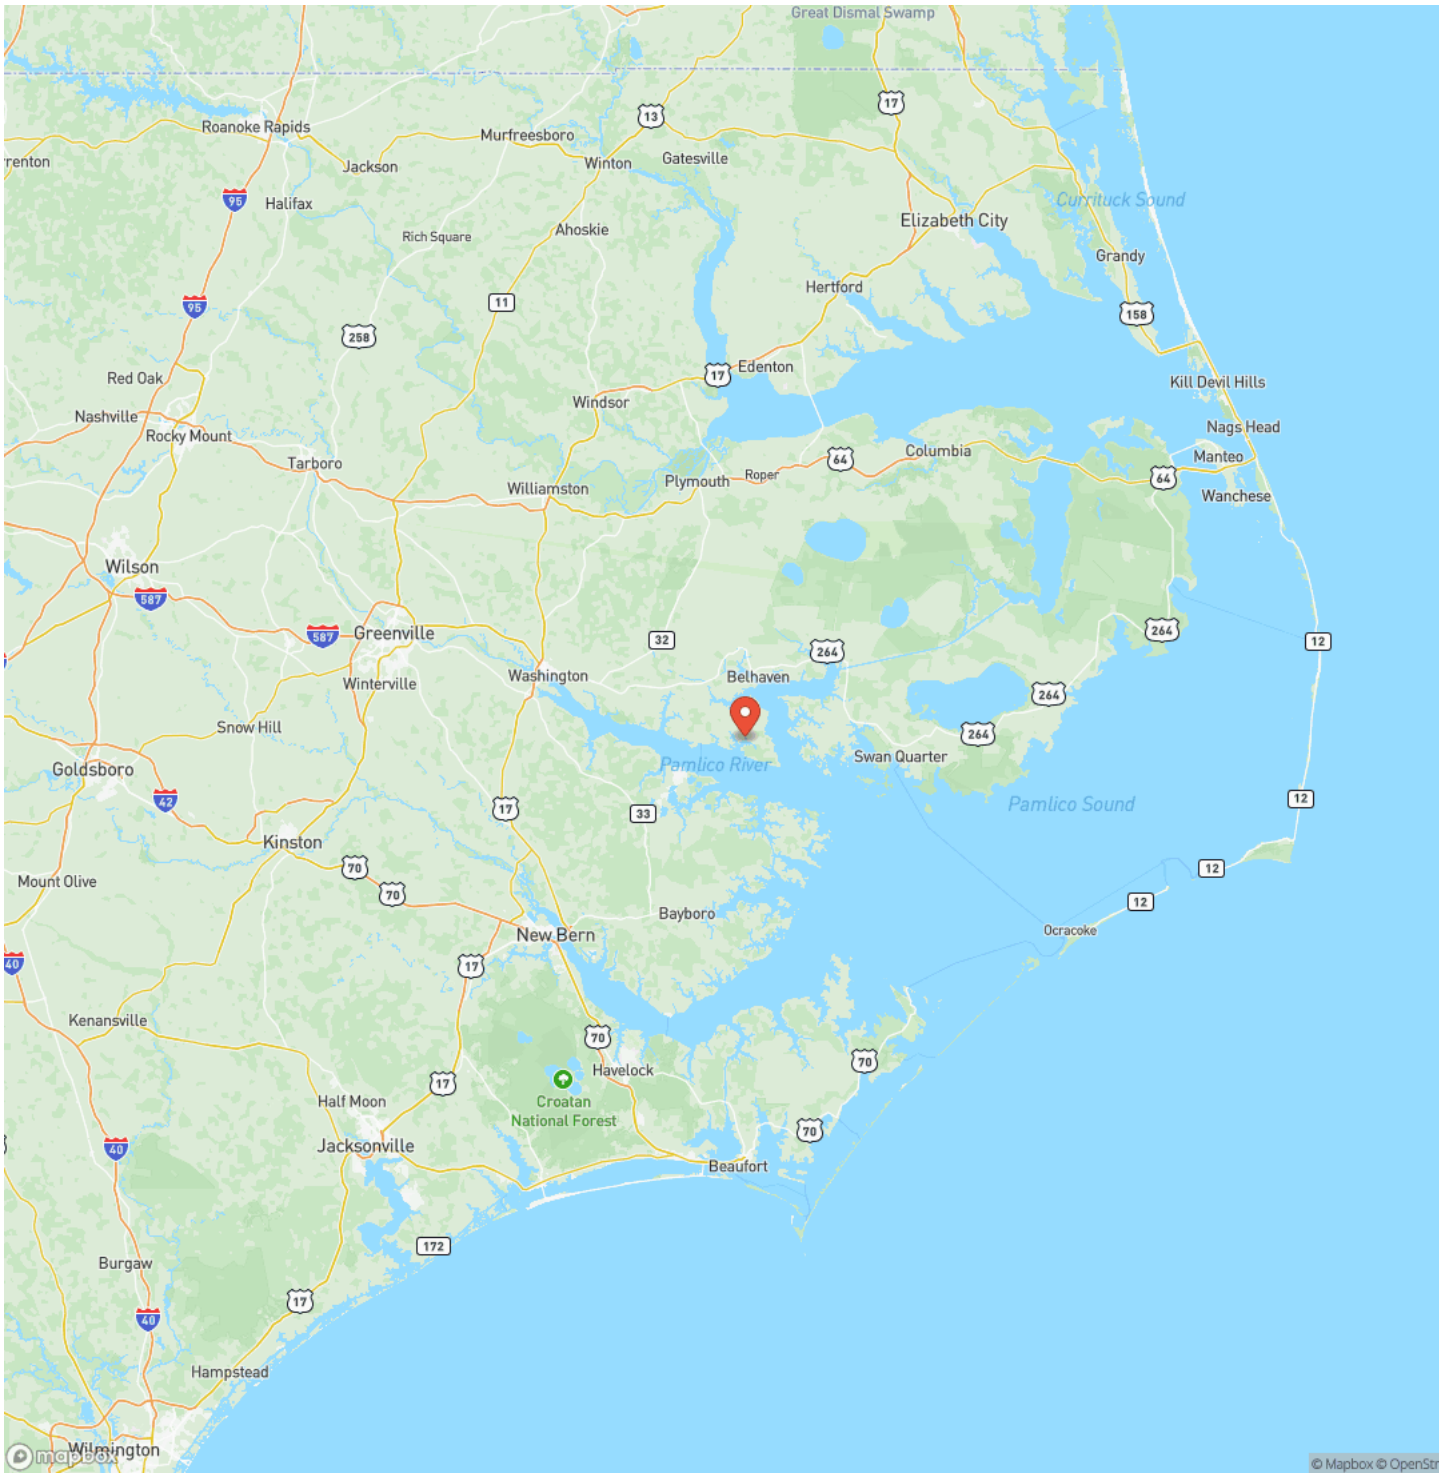 Great Dismal Swamp
17
13
Roanoke Rapids
Murfreesboro
Jackson
Winton
Gatesville
rrenton
95
Halifax
Currituck Sound
Elizabeth City
Rich Square
Ahoskie
Grandy
Hertford
95
11
158
258
Red Oak
17
Edenton
Kill Devil Hills
Nashville
Windsor
Rocky Mount
Nags Head
Tarboro
64
Columbia
Manteo
Williamston
Plymouth
Roper
64
Wanchese
Wilson
587
587
Greenville
32
264
264
12
Washington
Belhaven
Winterville
264
Snow Hill
264
Swan Quarter
Pamlico River
Goldsboro
42
17
33
Pamlico Sound
12
Kinston
70
12
Mount Olive
70
12
Bayboro
New Bern
Ocracoke
40
17
Kenansville
70
Havelock
70
17
Half Moon
Croatan
National Forest
70
40
Jacksonville
Beaufort
172
Burgaw
17
40
Hampstead
Wilmington
mapbox
© Mapbox © OpenStr